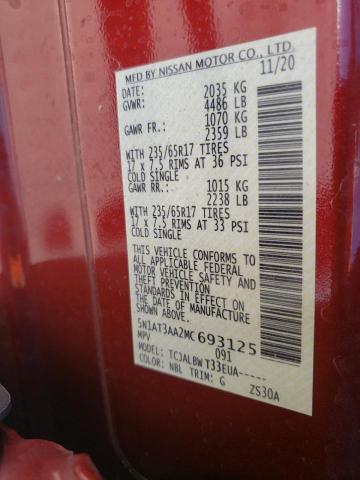 MFD BY NISSAN MOTOR CO., LTD.
DATE: 11/20
GVWR: 2035 KG
4486 LB
GAWR FR.: 1070 KG
2359 LB
WITH 235/65R17 TIRES
17 x 7.5 RIMS AT 36 PSI
COLD SINGLE
GAWR RR.: 1015 KG
2238 LB
WITH 235/65R17 TIRES
17 x 7.5 RIMS AT 33 PSI
COLD SINGLE
THIS VEHICLE CONFORMS TO
ALL APPLICABLE FEDERAL
MOTOR VEHICLE SAFETY AND
THEFT PREVENTION
STANDARDS IN EFFECT ON
THE DATE OF MANUFACTURE
SHOWN ABOVE.
5N1AT3AA2MC693125
MPV 091
TCJALBWT33EUA-----
COLOR: NBL TRIM: G ZS30A